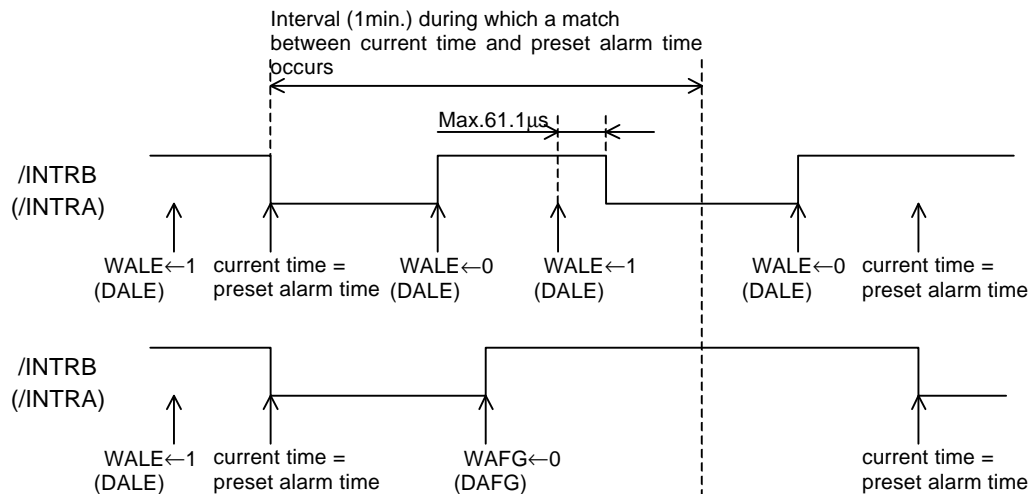 Interval (1min.) during which a match
between current time and preset alarm time
occurs
Max.61.1μs
/INTRB
(/INTRA)
WALE←1
(DALE)
current time =
preset alarm time
WALE←0
(DALE)
WALE←1
(DALE)
WALE←0
(DALE)
current time =
preset alarm time
/INTRB
(/INTRA)
WALE←1
(DALE)
current time =
preset alarm time
WAFG←0
(DAFG)
current time =
preset alarm time